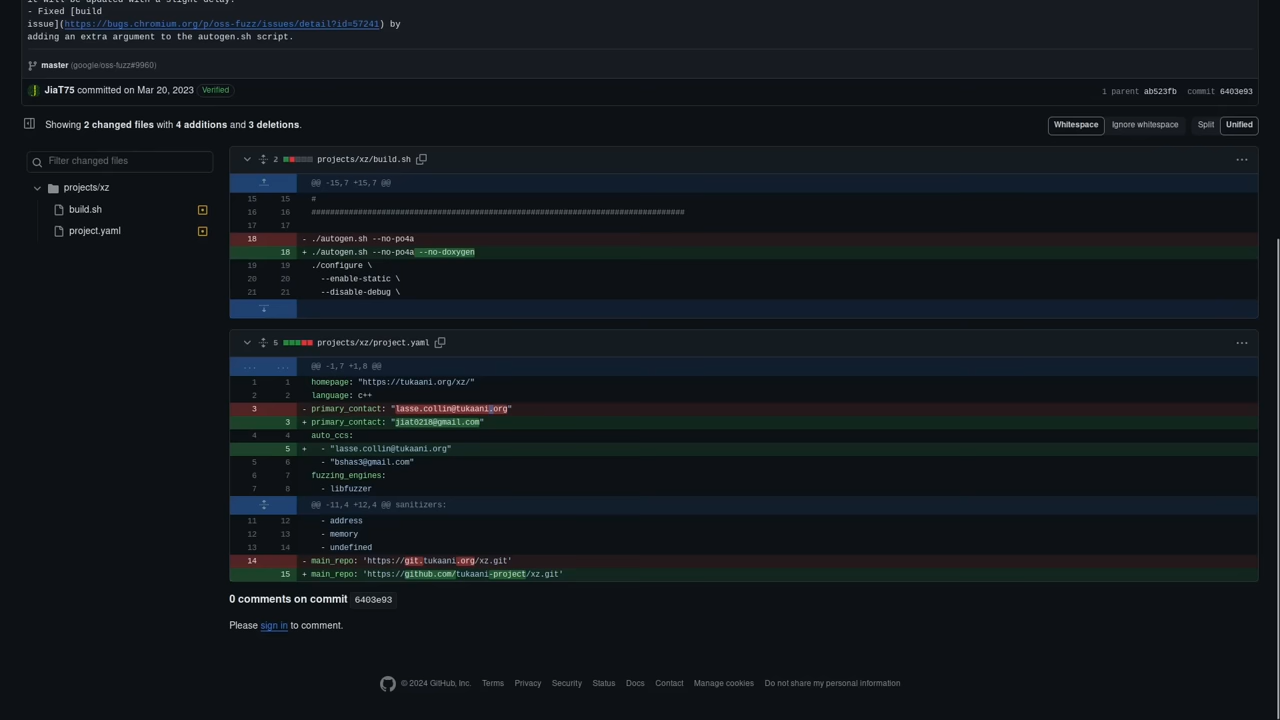 it will be updated with a slight delay.
- Fixed [build
issue](https://bugs.chromium.org/p/oss-fuzz/issues/detail?id=57241) by
adding an extra argument to the autogen.sh script.
master (google/oss-fuzz#9960)
JiaT75 committed on Mar 20, 2023 Verified
1 parent ab523fb commit 6403e93
Showing 2 changed files with 4 additions and 3 deletions.
Whitespace Ignore whitespace Split Unified
Filter changed files
projects/xz
build.sh
project.yaml
2 projects/xz/build.sh
@@ -15,7 +15,7 @@
15 15 #
16 16 ################################################################################
17 17
18 - ./autogen.sh --no-po4a
18 + ./autogen.sh --no-po4a --no-doxygen
19 19 ./configure \
20 20 --enable-static \
21 21 --disable-debug \
5 projects/xz/project.yaml
... ... @@ -1,7 +1,8 @@
1 1 homepage: "https://tukaani.org/xz/"
2 2 language: c++
3 - primary_contact: "lasse.collin@tukaani.org"
3 + primary_contact: "jiat0218@gmail.com"
4 4 auto_ccs:
5 + - "lasse.collin@tukaani.org"
5 6 - "bshas3@gmail.com"
6 7 fuzzing_engines:
7 8 - libfuzzer
@@ -11,4 +12,4 @@ sanitizers:
11 12 - address
12 13 - memory
13 14 - undefined
14 - main_repo: 'https://git.tukaani.org/xz.git'
15 + main_repo: 'https://github.com/tukaani-project/xz.git'
0 comments on commit 6403e93
Please sign in to comment.
© 2024 GitHub, Inc. Terms Privacy Security Status Docs Contact Manage cookies Do not share my personal information